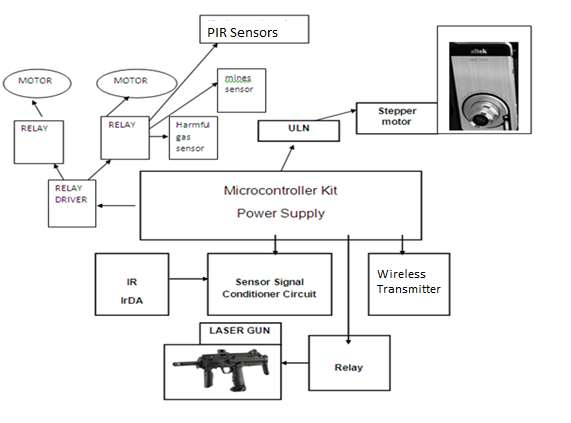 PIR Sensors
MOTOR
MOTOR
mines
sensor
RELAY
RELAY
Harmful
gas
sensor
ULN
Stepper
motor
altek
RELAY
DRIVER
Microcontroller Kit
Power Supply
IR
IrDA
Sensor Signal
Conditioner Circuit
Wireless
Transmitter
LASER GUN
Relay